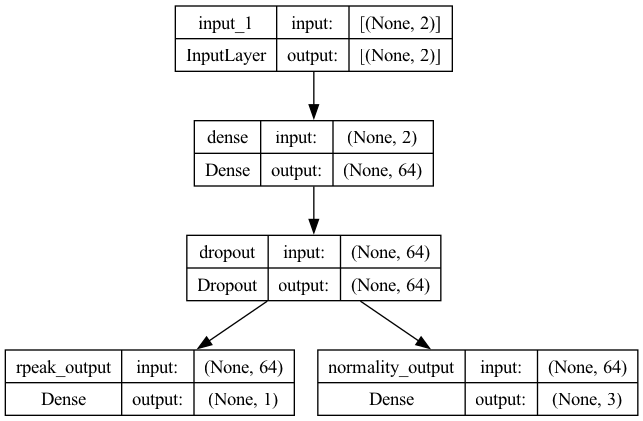 input_1 input: [(None, 2)]
InputLayer output: [(None, 2)]
dense input: (None, 2)
Dense output: (None, 64)
dropout input: (None, 64)
Dropout output: (None, 64)
rpeak_output input: (None, 64)
Dense output: (None, 1)
normality_output input: (None, 64)
Dense output: (None, 3)